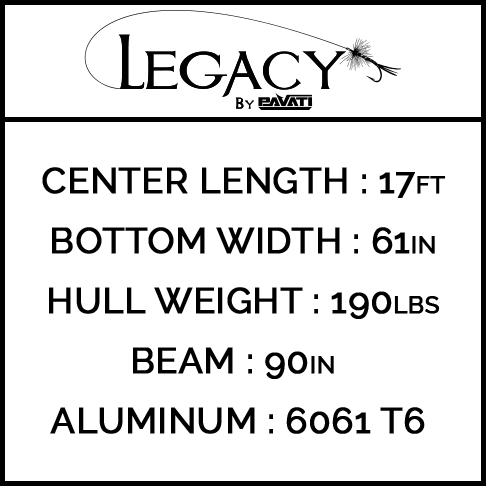 LEGACY
BY PAVATI
CENTER LENGTH : 17FT
BOTTOM WIDTH : 61IN
HULL WEIGHT : 190LBS
BEAM : 90IN
ALUMINUM : 6061 T6